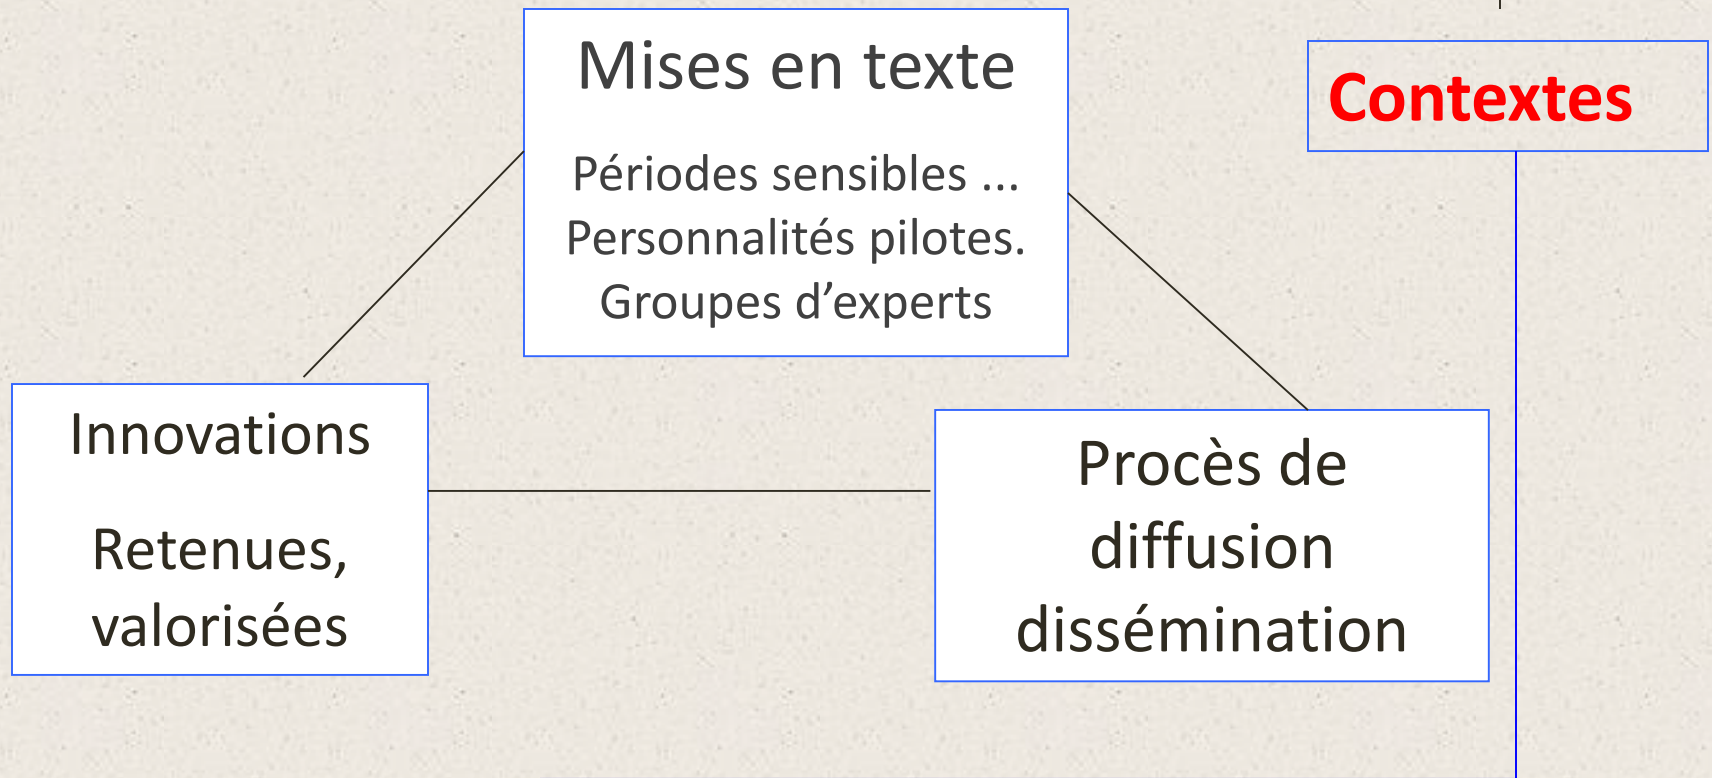 Mises en texte
Périodes sensibles ...
Personnalités pilotes.
Groupes d’experts
Contextes
Innovations
Retenues,
valorisées
Procès de
diffusion
dissémination